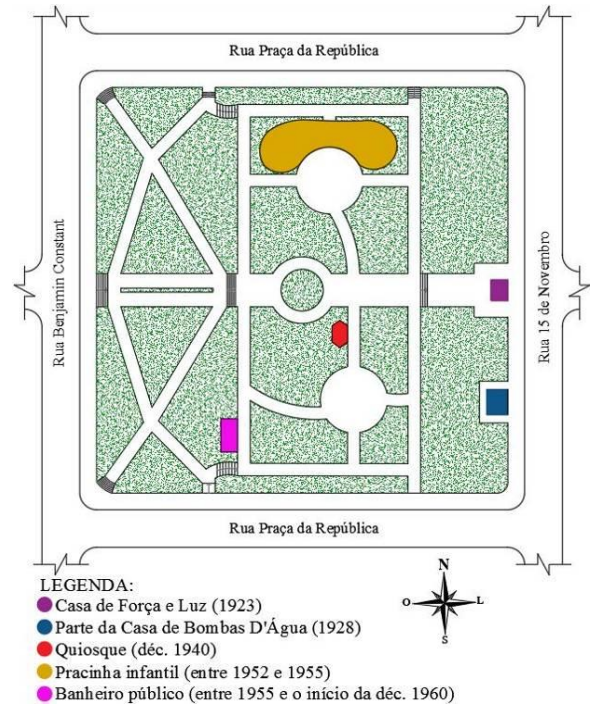 Rua Praça da República
Rua Benjamin Constant
Rua 15 de Novembro
Rua Praça da República
LEGENDA:
Casa de Força e Luz (1923)
Parte da Casa de Bombas D'Água (1928)
Quiosque (déc. 1940)
Pracinha infantil (entre 1952 e 1955)
Banheiro público (entre 1955 e o início da déc. 1960)
N
O
L
S